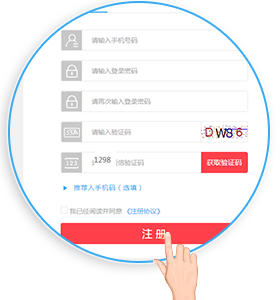 请输入手机号码
请输入登录密码
请再次输入登录密码
请输入验证码
DW86
123
1298
信验证码
获取验证码
推荐人手机码（选填）
我已经阅读并同意《注册协议》
注 册